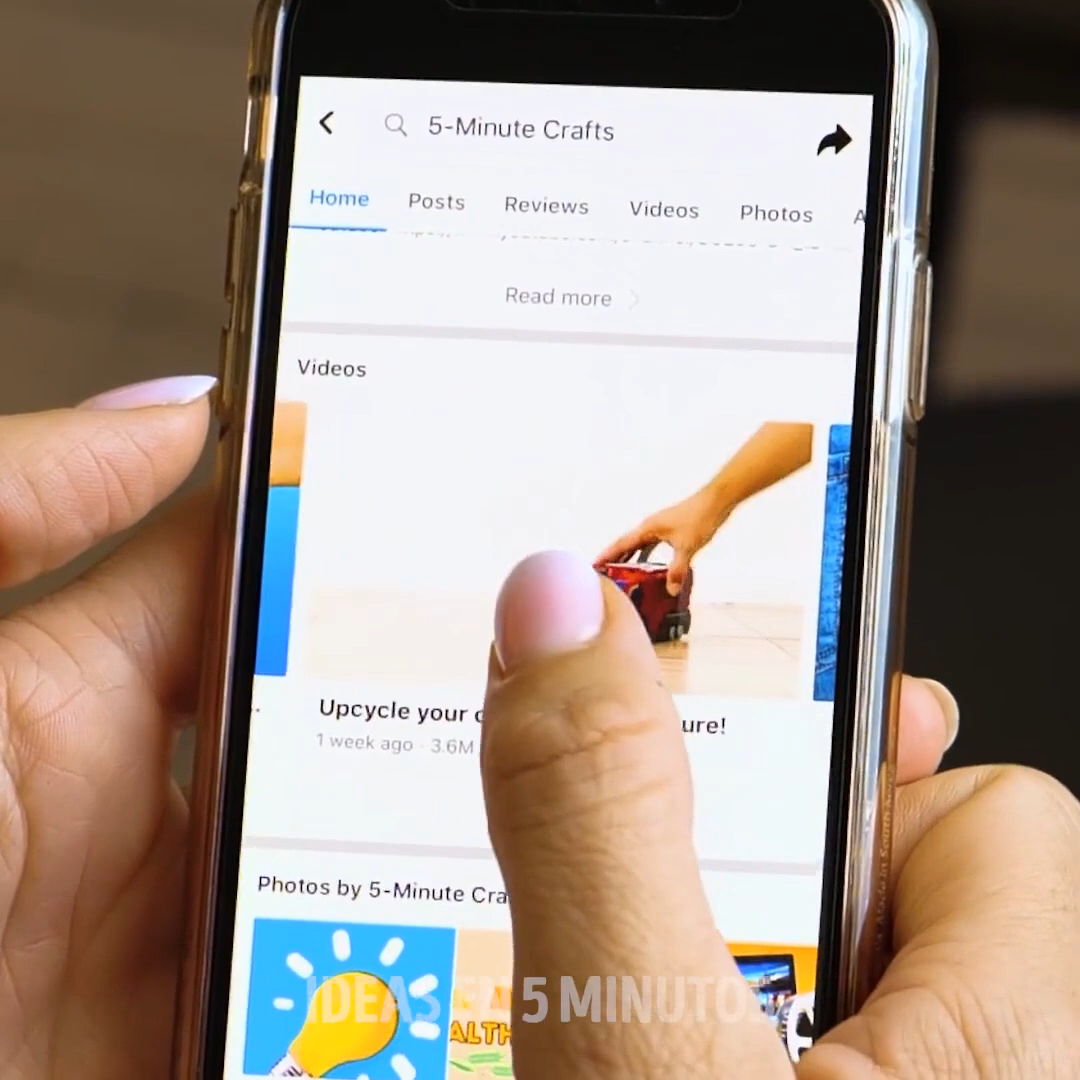 5-Minute Crafts
Home Posts Reviews Videos Photos A
Read more
Videos
Upcycle your ure!
1 week ago · 3.6M
Photos by 5-Minute Cra
IDEAS EN 5 MINUTOS
ALTH